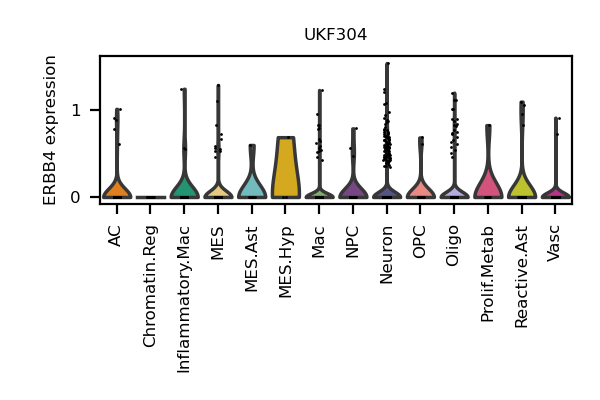 UKF304
ERBB4 expression
1
0
AC
Chromatin.Reg
Inflammatory.Mac
MES
MES.Ast
MES.Hyp
Mac
NPC
Neuron
OPC
Oligo
Prolif.Metab
Reactive.Ast
Vasc